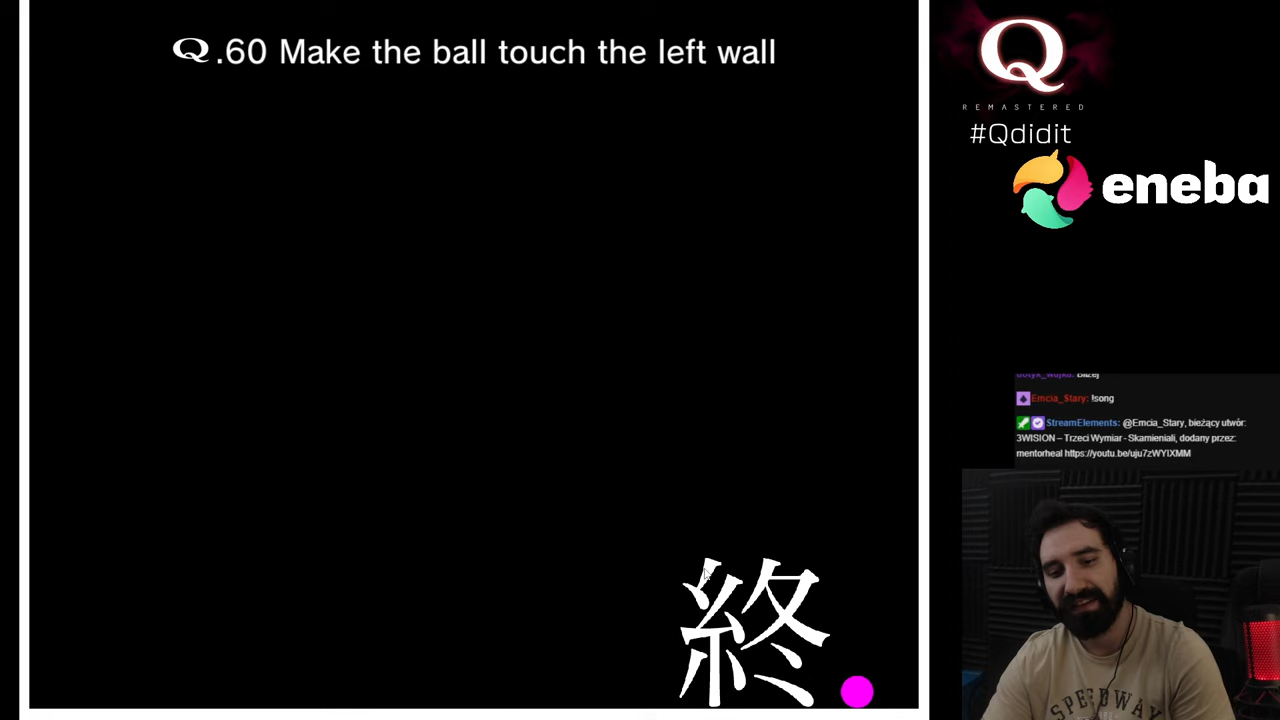 Q.60 Make the ball touch the left wall
Q
REMASTERED
#Qdidit
eneba
Emcia_Stary: !song
StreamElements: @Emcia_Stary, bieżący utwór:
3WISION – Trzeci Wymiar - Skamieniali, dodany przez:
mentorheal https://youtu.be/uju7zWYIXMM
終
SPEEDWAY